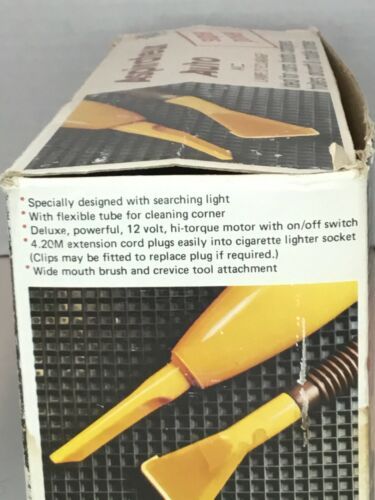 Aspirateur
Auto
* Specially designed with searching light
* With flexible tube for cleaning corner
* Deluxe, powerful, 12 volt, hi-torque motor with on/off switch
* 4.20M extension cord plugs easily into cigarette lighter socket
(Clips may be fitted to replace plug if required.)
* Wide mouth brush and crevice tool attachment